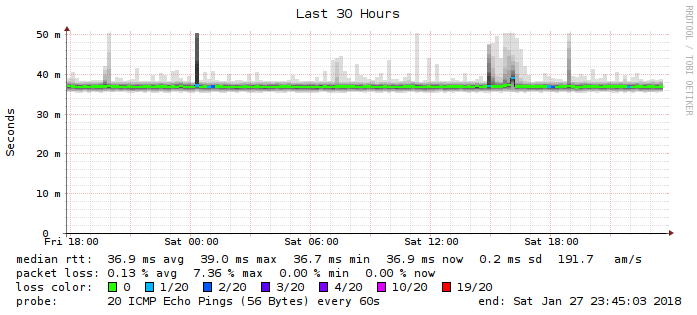 Last 30 Hours
RRDTOOL / TOBI OETIKER
Seconds
50 m
40 m
30 m
20 m
10 m
0
Fri 18:00 Sat 00:00 Sat 06:00 Sat 12:00 Sat 18:00
median rtt: 36.9 ms avg 39.0 ms max 36.7 ms min 36.9 ms now 0.2 ms sd 191.7 am/s
packet loss: 0.13 % avg 7.36 % max 0.00 % min 0.00 % now
loss color: 0 1/20 2/20 3/20 4/20 10/20 19/20
probe: 20 ICMP Echo Pings (56 Bytes) every 60s end: Sat Jan 27 23:45:03 2018